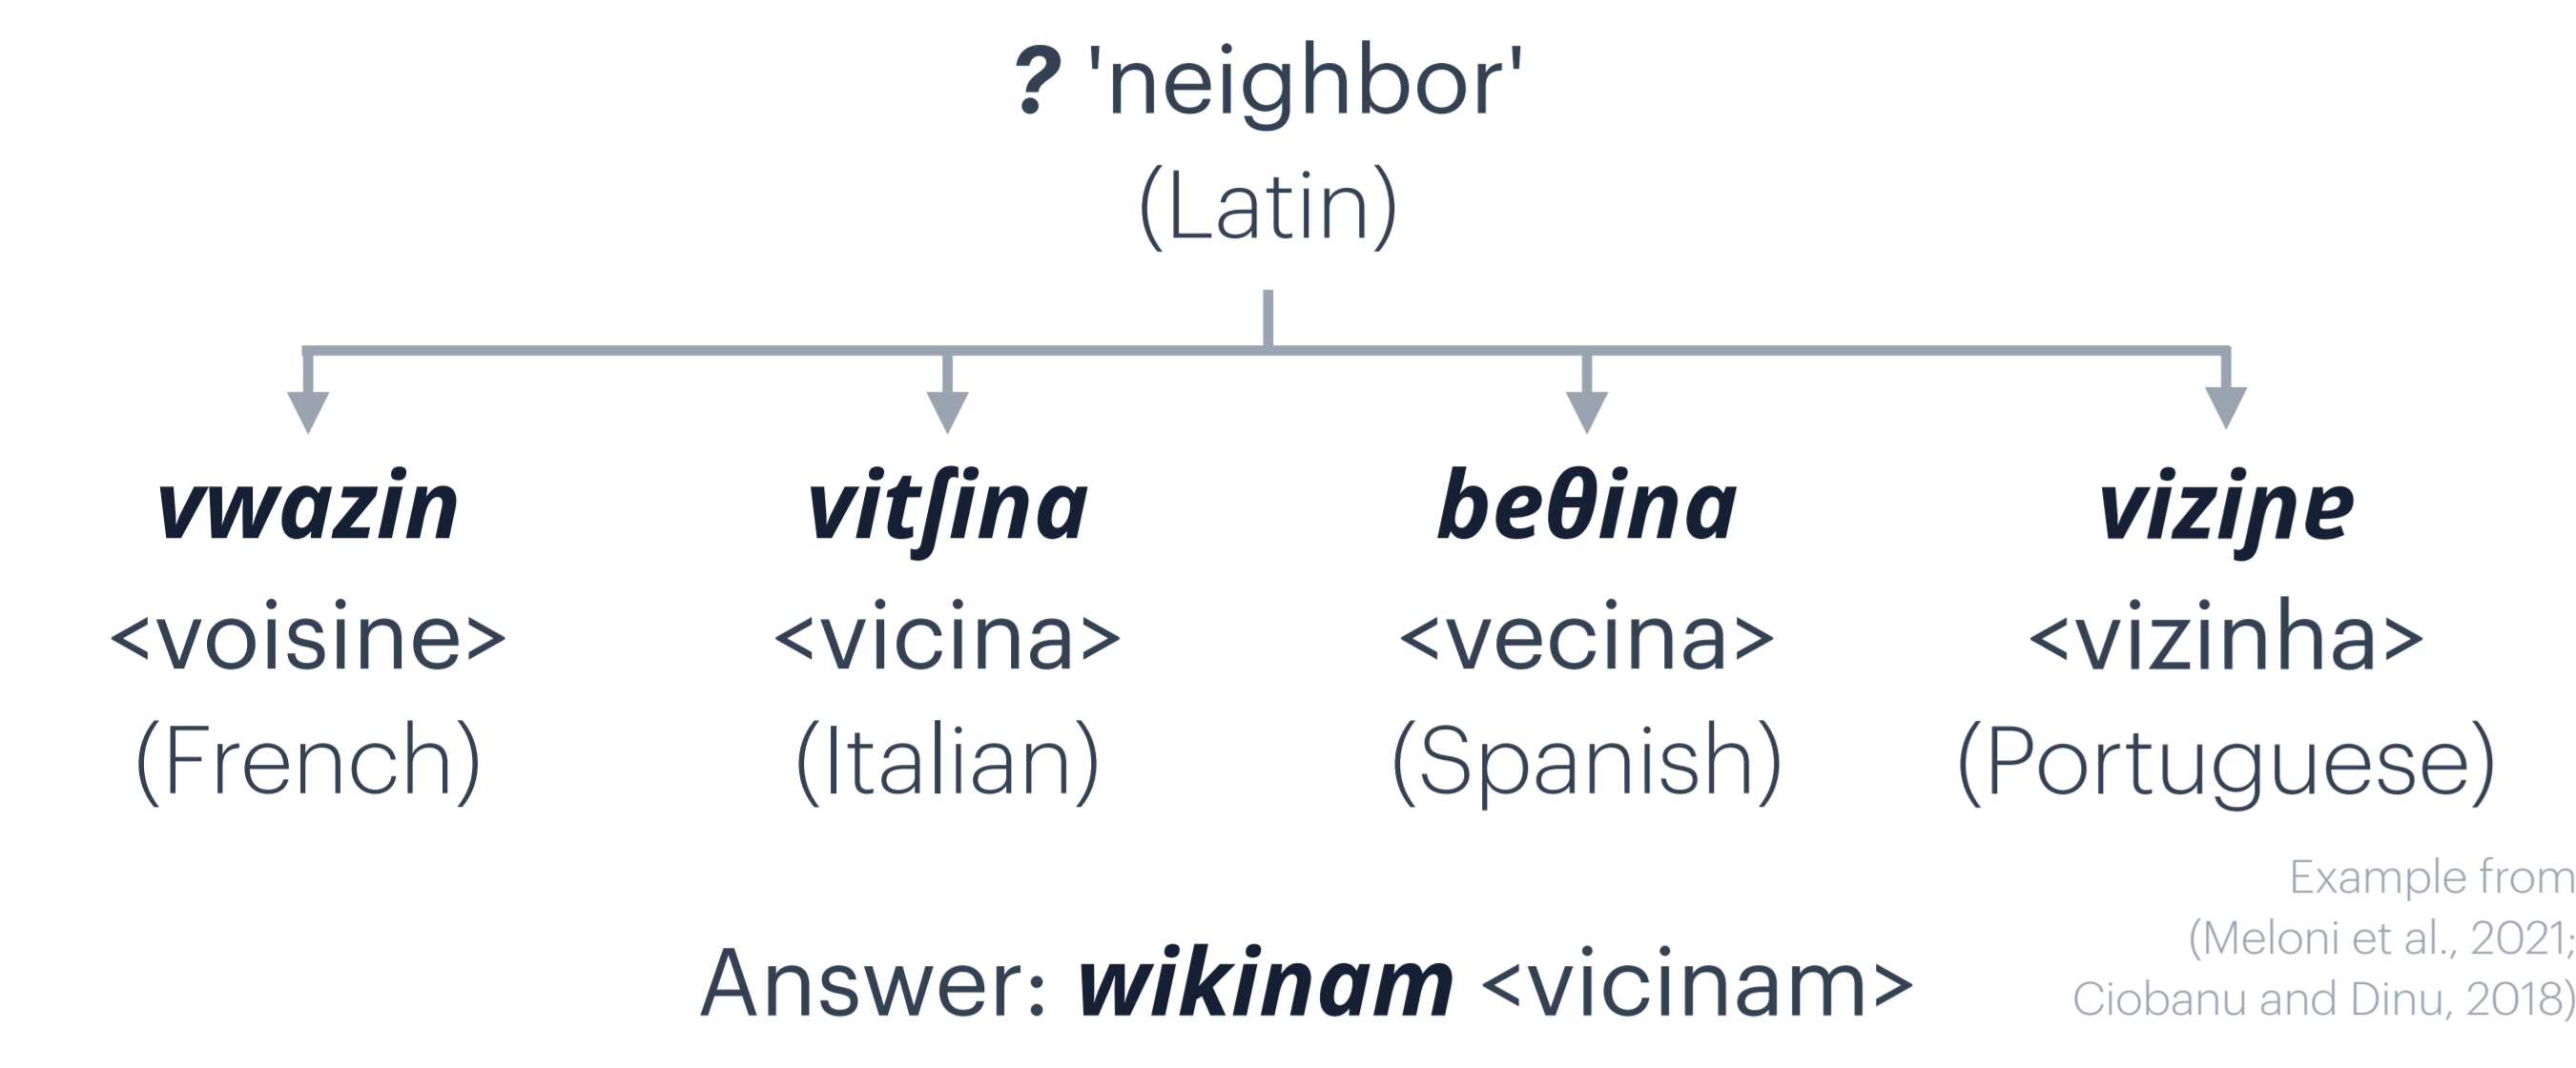 ? 'neighbor'
(Latin)
vwazin
<voisine>
(French)
vitʃina
<vicina>
(Italian)
beθina
<vecina>
(Spanish)
viziɲɐ
<vizinha>
(Portuguese)
Answer: wikinam <vicinam>
Example from
(Meloni et al., 2021;
Ciobanu and Dinu, 2018)